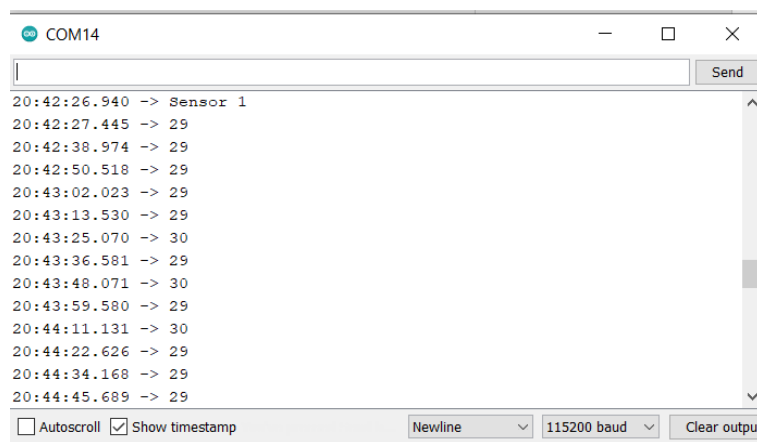 COM14
Send
20:42:26.940 -> Sensor 1
20:42:27.445 -> 29
20:42:38.974 -> 29
20:42:50.518 -> 29
20:43:02.023 -> 29
20:43:13.530 -> 29
20:43:25.070 -> 30
20:43:36.581 -> 29
20:43:48.071 -> 30
20:43:59.580 -> 29
20:44:11.131 -> 30
20:44:22.626 -> 29
20:44:34.168 -> 29
20:44:45.689 -> 29
Autoscroll Show timestamp Newline 115200 baud Clear outpu